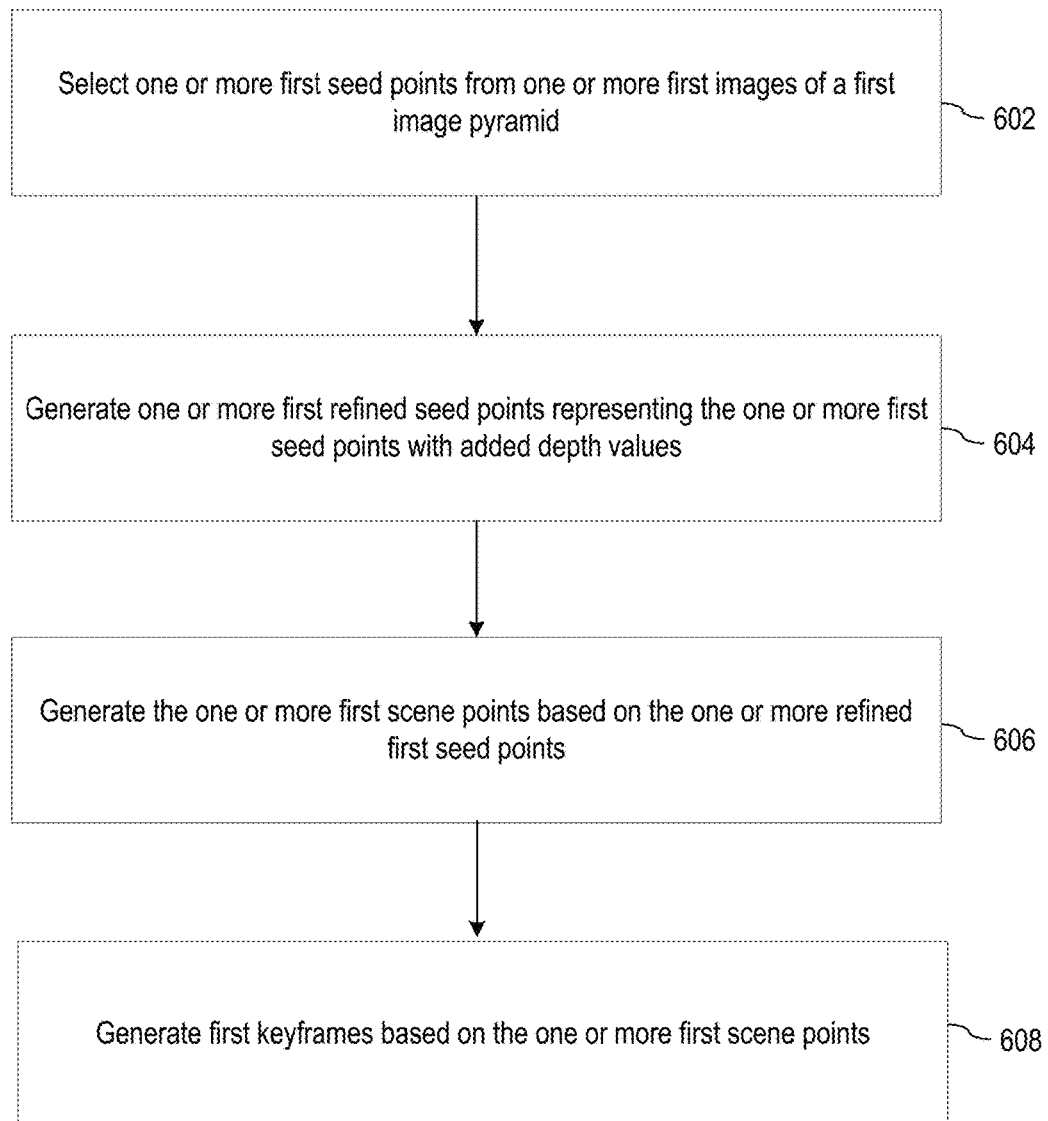 Select one or more first seed points from one or more first images of a first
image pyramid
602
Generate one or more first refined seed points representing the one or more first
seed points with added depth values
604
Generate the one or more first scene points based on the one or more refined
first seed points
606
Generate first keyframes based on the one or more first scene points
608